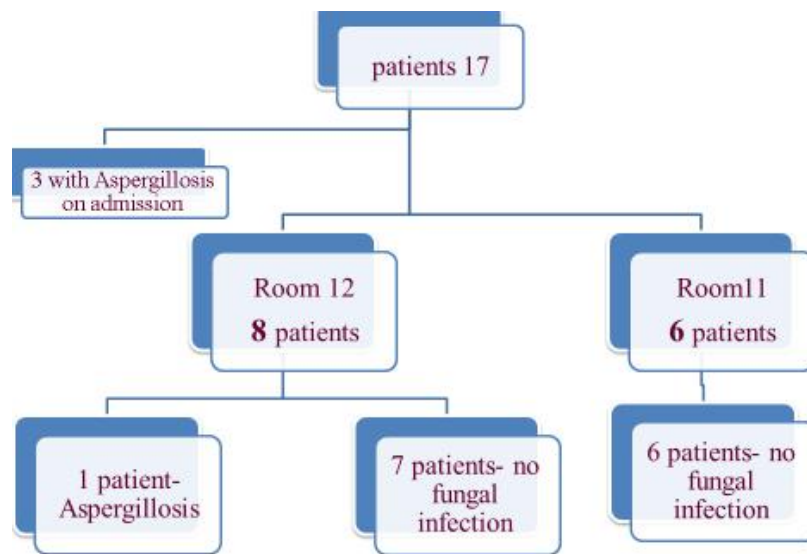 patients 17
3 with Aspergillosis
on admission
Room 12
8 patients
Room11
6 patients
1 patient-
Aspergillosis
7 patients- no
fungal
infection
6 patients- no
fungal
infection